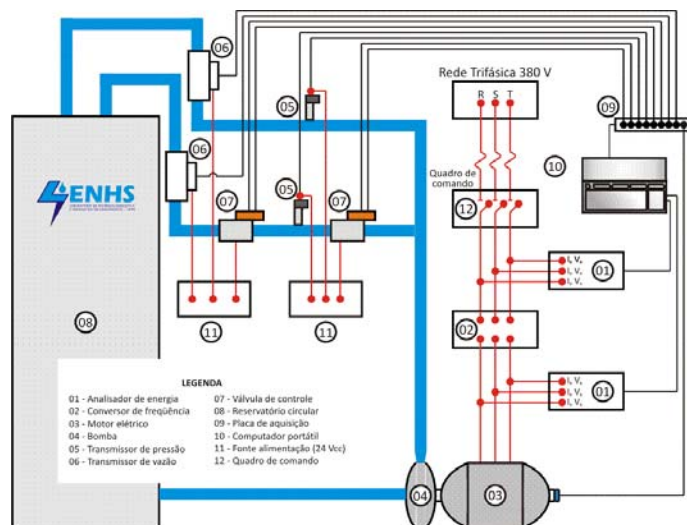 06
05
06
07
05
07
ENHS
08
11
11
Rede Trifásica 380 V
R S T
09
10
Quadro de
comando
12
I, V,
I, V,
I, V,
01
02
I, V,
I, V,
I, V,
01
04
03
LEGENDA
01 - Analisador de energia
02 - Conversor de freqüência
03 - Motor elétrico
04 - Bomba
05 - Transmissor de pressão
06 - Transmissor de vazão
07 - Válvula de controle
08 - Reservatório circular
09 - Placa de aquisição
10 - Computador portátil
11 - Fonte alimentação (24 Vcc)
12 - Quadro de comando